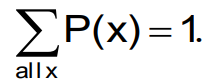 ∑P(x)=1.
all x